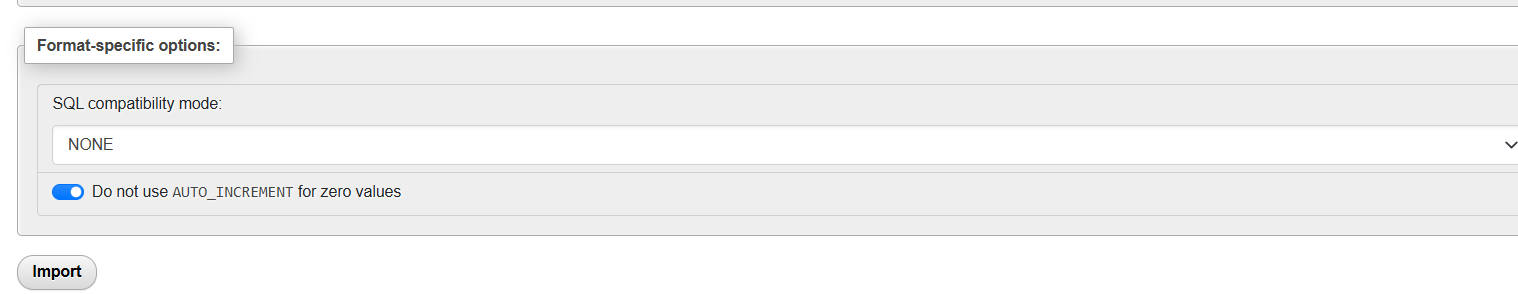 Format-specific options:
SQL compatibility mode:
NONE
Do not use AUTO_INCREMENT for zero values
Import